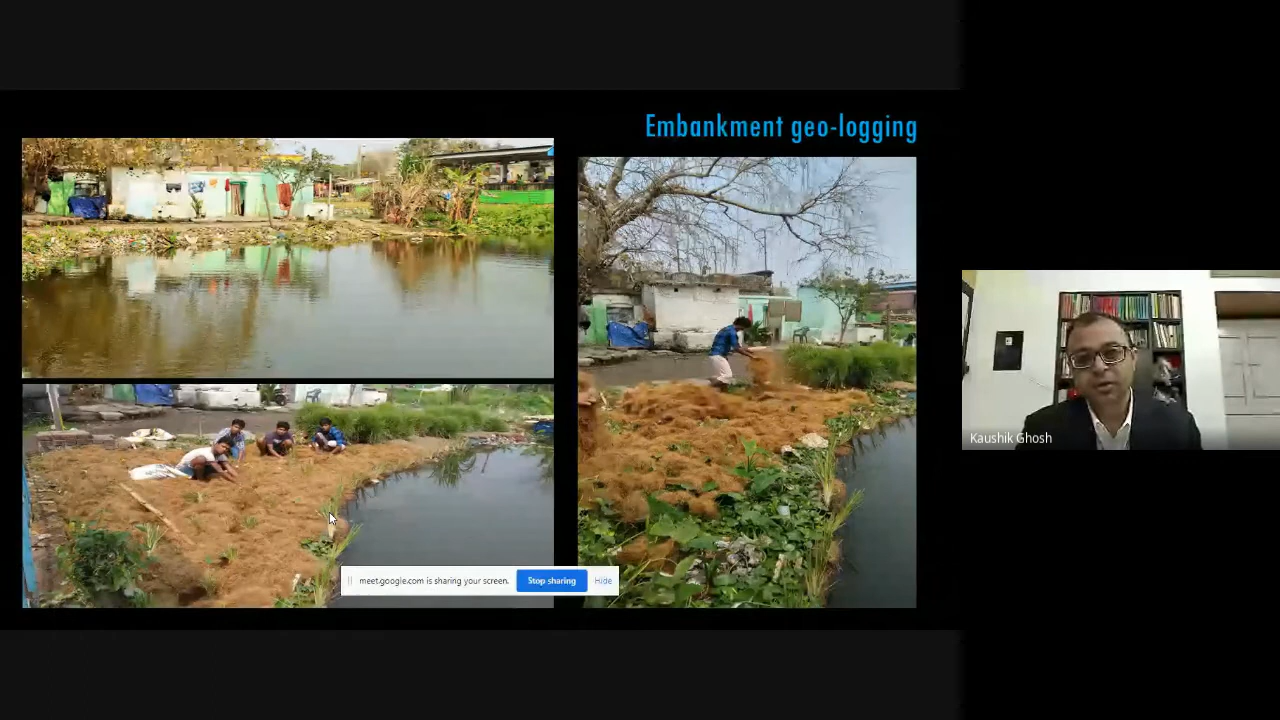 Embankment geo-logging
Kaushik Ghosh
meet.google.com is sharing your screen.
Stop sharing
Hide